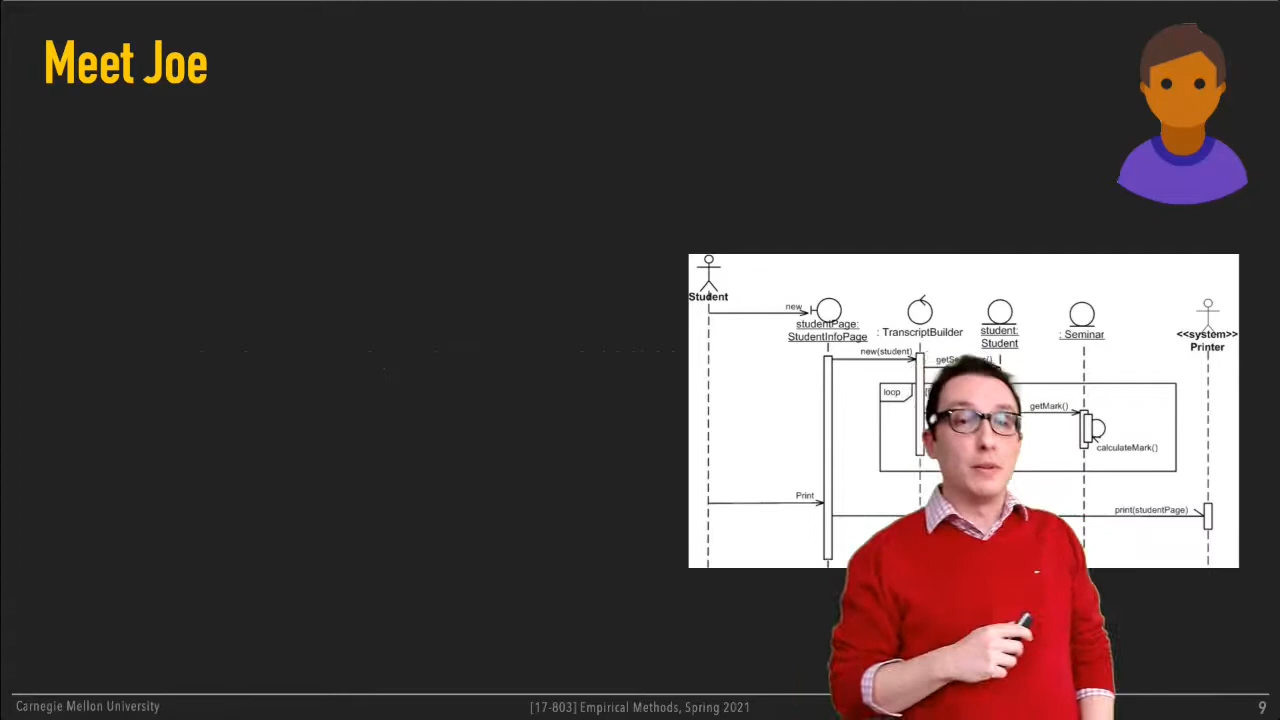 Meet Joe
Student
new
studentPage:
StudentInfoPage
: TranscriptBuilder
student:
Student
: Seminar
<<system>>
Printer
new(student)
loop
getMark()
calculateMark()
Print
print(studentPage)
Carnegie Mellon University
[17-803] Empirical Methods, Spring 2021
9